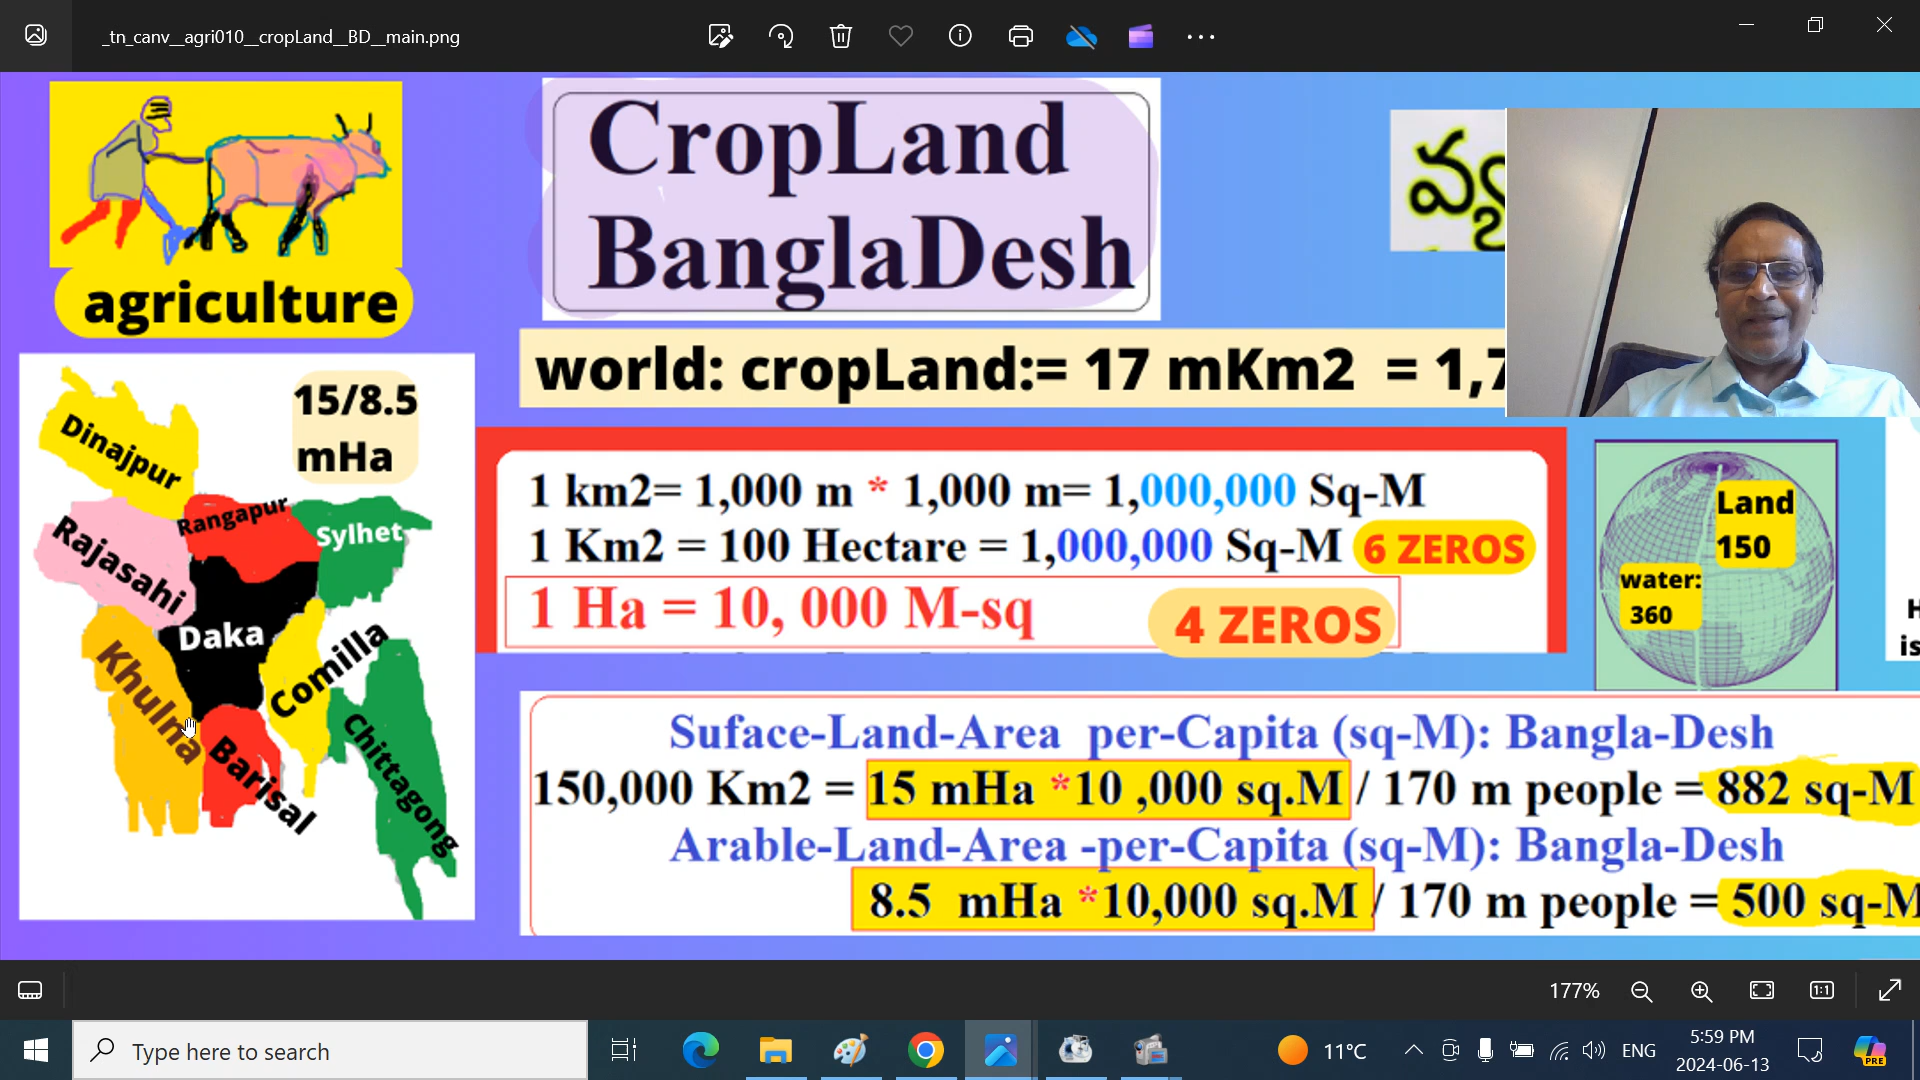 _tn_canv__agri010__cropLand__BD__main.png
CropLand
BanglaDesh
agriculture
world: cropLand:= 17 mKm2 = 1,7
15/8.5
mHa
Dinajpur
Rangapur
Sylhet
Rajasahi
Daka
Comilla
Khulna
Barisal
Chittagong
1 km2= 1,000 m * 1,000 m= 1,000,000 Sq-M
1 Km2 = 100 Hectare = 1,000,000 Sq-M 6 ZEROS
1 Ha = 10, 000 M-sq 4 ZEROS
Land
150
water:
360
H
is
Suface-Land-Area per-Capita (sq-M): Bangla-Desh
150,000 Km2 = 15 mHa *10 ,000 sq.M / 170 m people = 882 sq-M
Arable-Land-Area -per-Capita (sq-M): Bangla-Desh
8.5 mHa *10,000 sq.M / 170 m people = 500 sq-M
177%
Type here to search
11°C
ENG
5:59 PM
2024-06-13
PRE